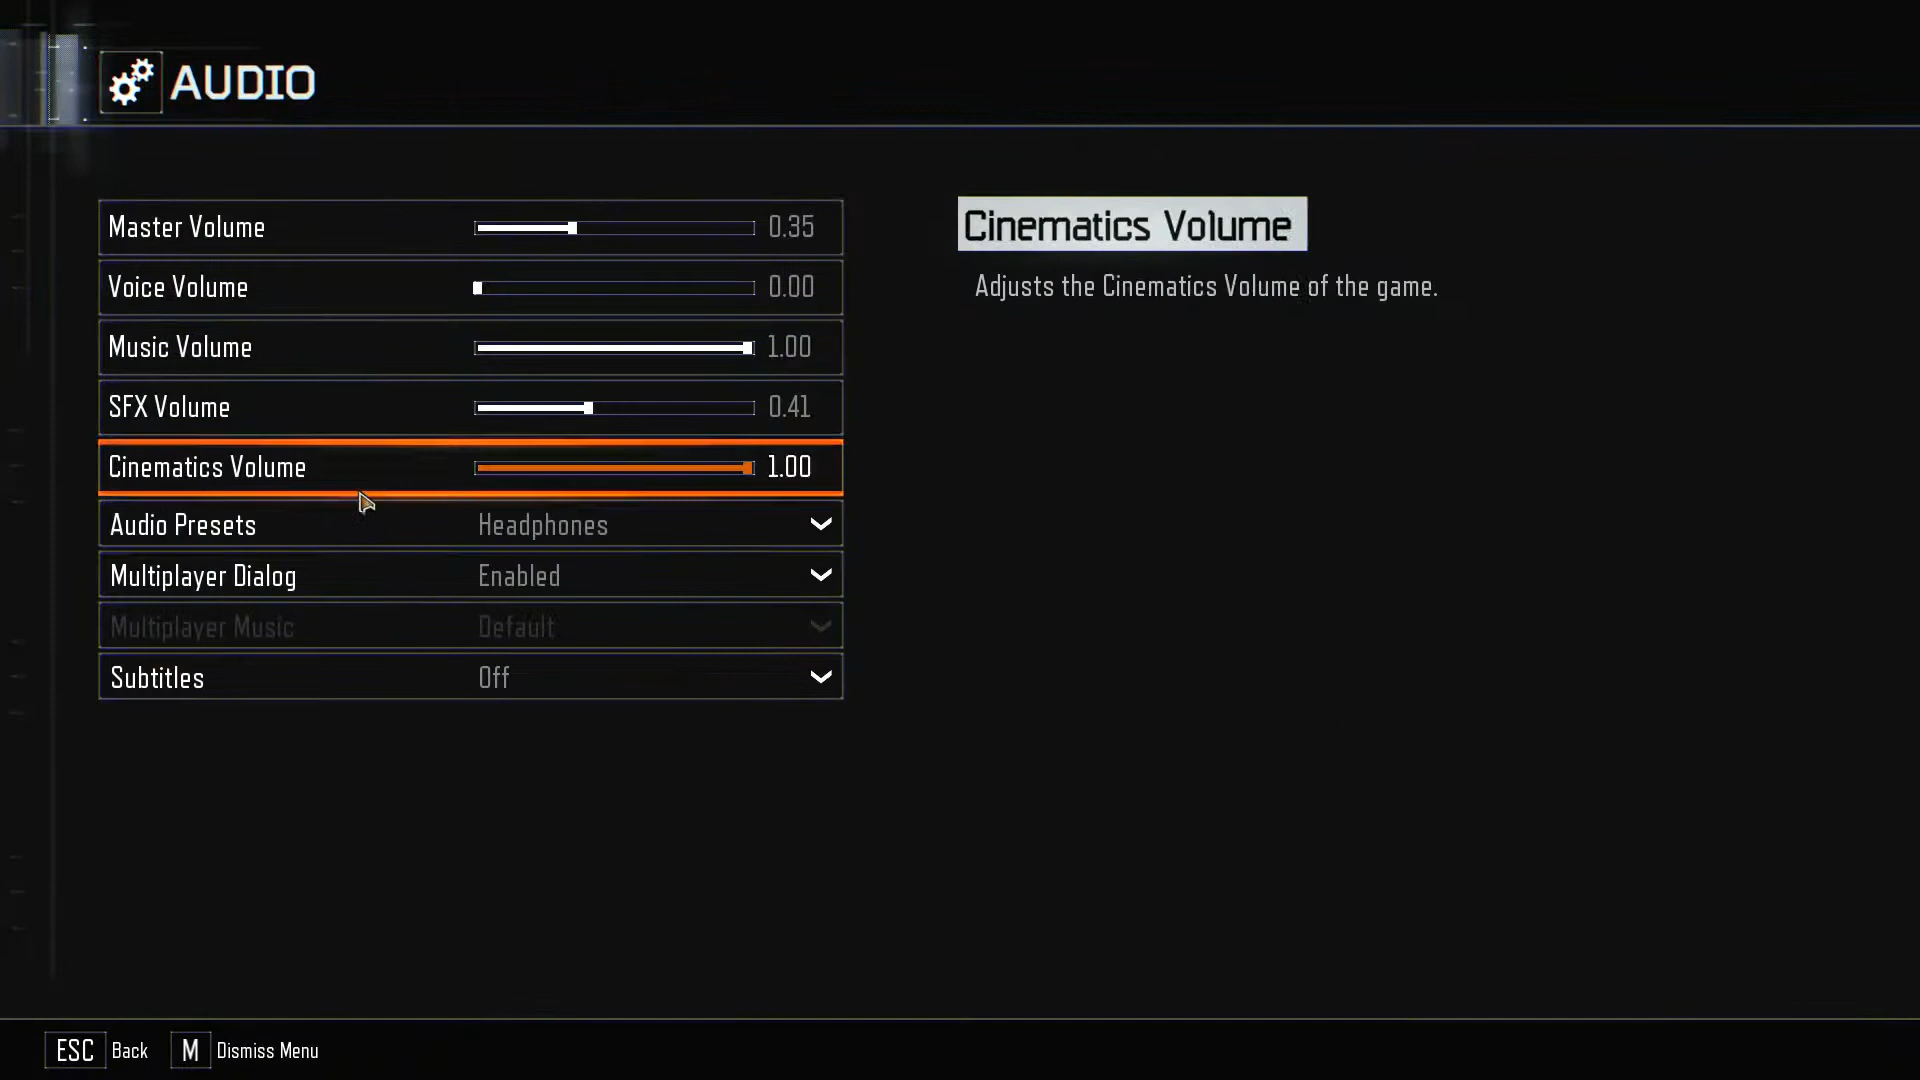 AUDIO
Master Volume 0.35
Voice Volume 0.00
Music Volume 1.00
SFX Volume 0.41
Cinematics Volume 1.00
Audio Presets Headphones
Multiplayer Dialog Enabled
Multiplayer Music Default
Subtitles Off
Cinematics Volume
Adjusts the Cinematics Volume of the game.
ESC Back M Dismiss Menu